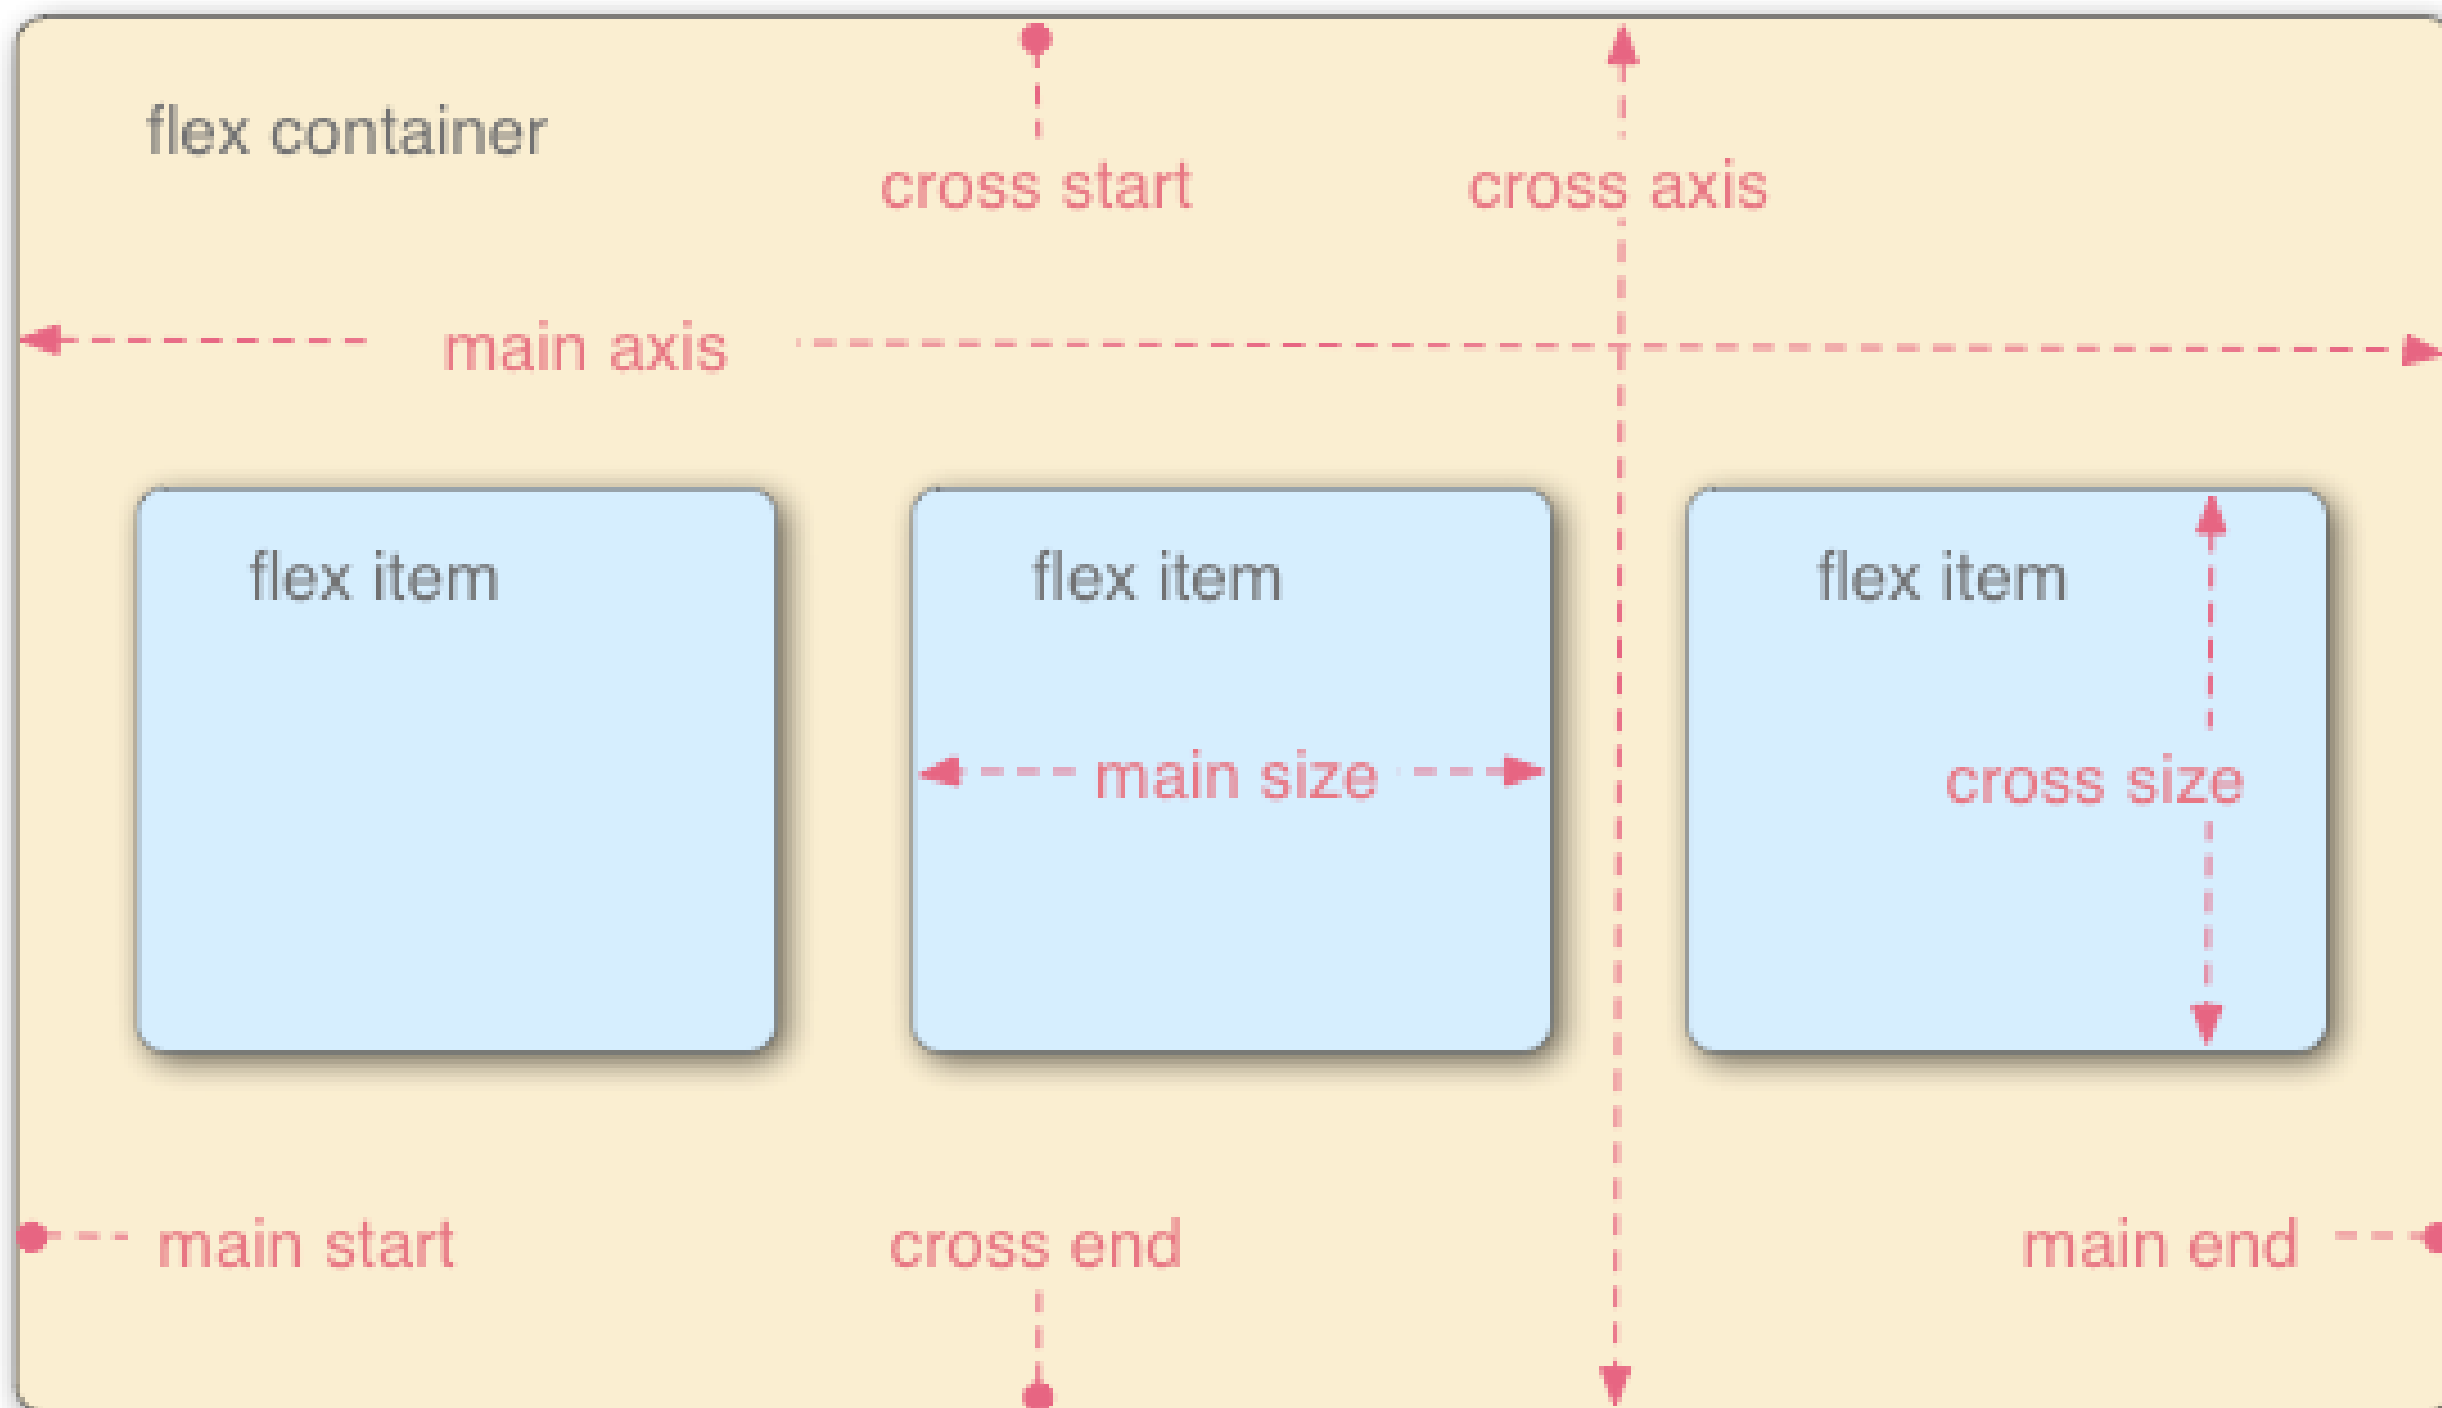 flex container
cross start
cross axis
main axis
flex item
flex item
flex item
main size
cross size
main start
cross end
main end